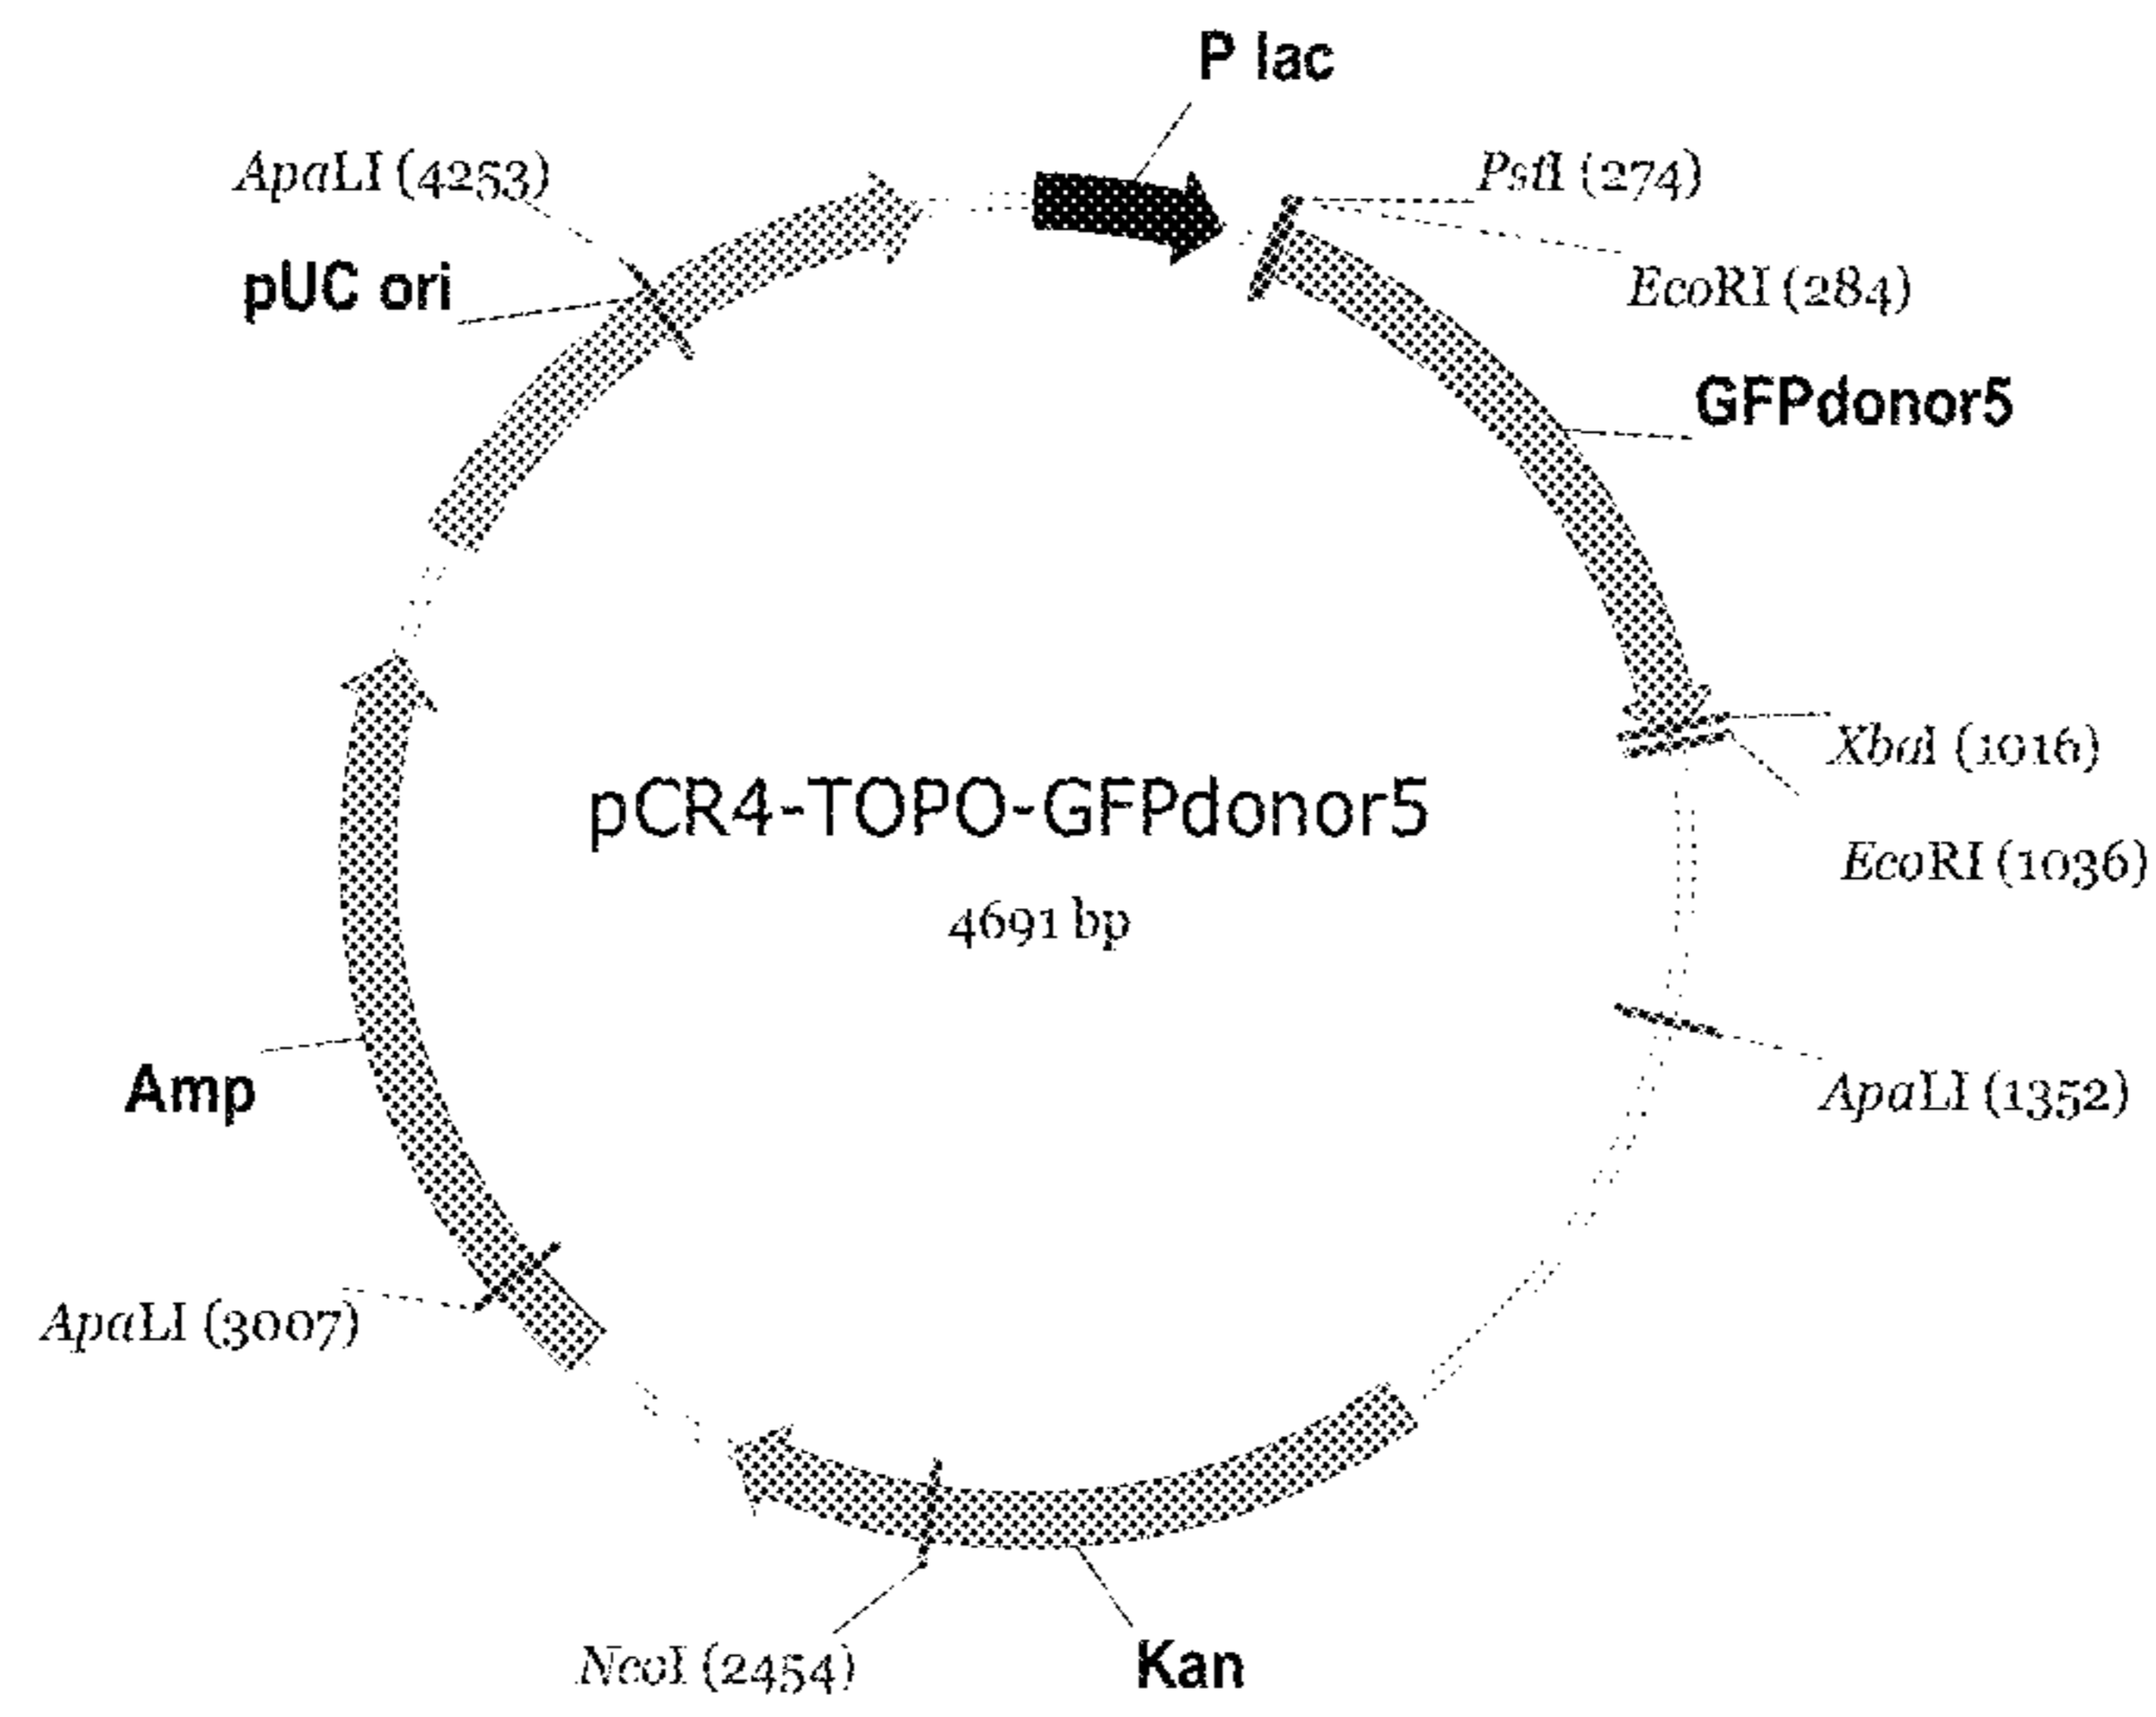 P lac
ApaLI (4253)
PstI (274)
pUC ori
EcoRI (284)
GFPdonor5
XbaI (1016)
pCR4-TOPO-GFPdonor5
EcoRI (1036)
4691 bp
Amp
ApaLI (1352)
ApaLI (3007)
NcoI (2454)
Kan